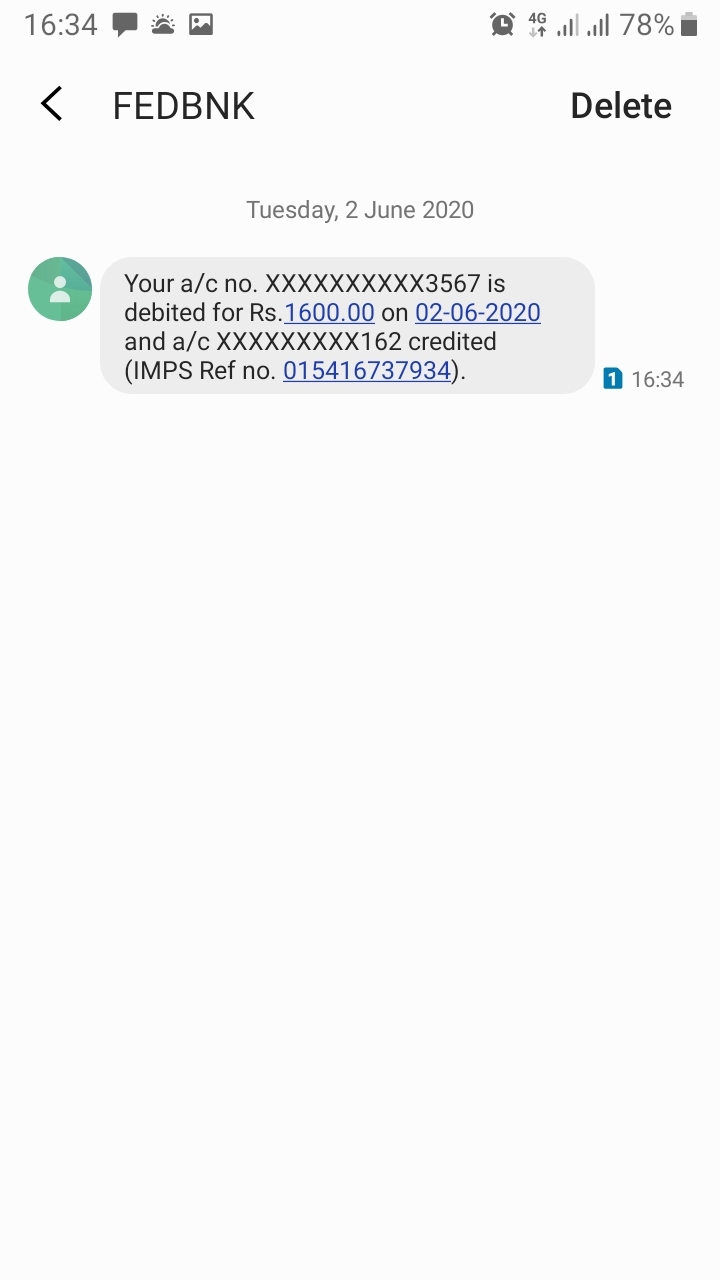 16:34 4G 78%
FEDBNK Delete
Tuesday, 2 June 2020
Your a/c no. XXXXXXXXXX3567 is
debited for Rs.1600.00 on 02-06-2020
and a/c XXXXXXXXX162 credited
(IMPS Ref no. 015416737934).
1 16:34